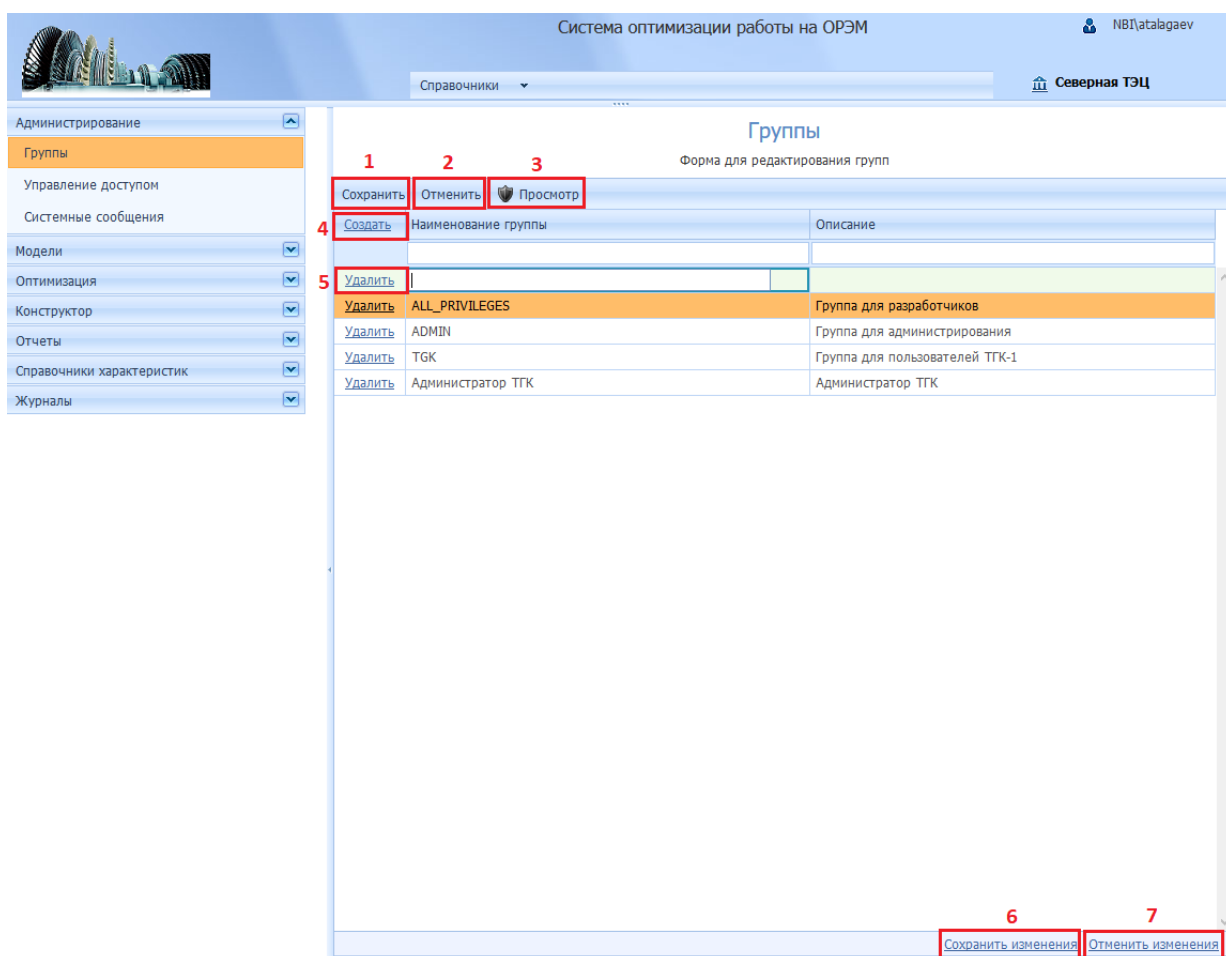 Система оптимизации работы на ОРЭМ
NBI\atalagaev
Справочники
Северная ТЭЦ
Администрирование
Группы
Управление доступом
Системные сообщения
Модели
Оптимизация
Конструктор
Отчеты
Справочники характеристик
Журналы
Группы
Форма для редактирования групп
1 2 3
Сохранить Отменить Просмотр
4 Создать Наименование группы Описание
5 Удалить
Удалить ALL_PRIVILEGES Группа для разработчиков
Удалить ADMIN Группа для администрирования
Удалить TGK Группа для пользователей ТГК-1
Удалить Администратор ТГК Администратор ТГК
6 7
Сохранить изменения Отменить изменения